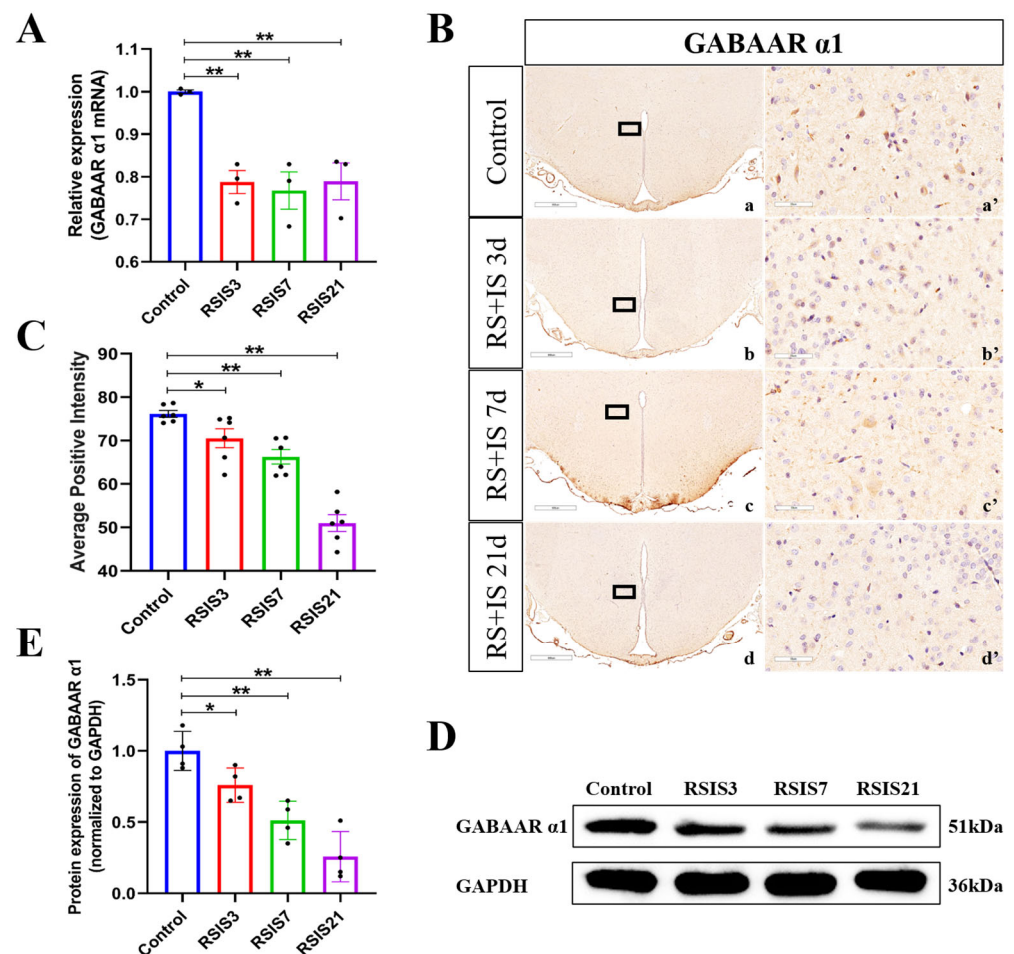 A
Relative expression
(GABAAR α1 mRNA)
1.1
1.0
0.9
0.8
0.7
0.6
**
**
**
Control
RSIS3
RSIS7
RSIS21
B
GABAAR α1
Control
a
a’
RS+IS 3d
b
b’
RS+IS 7d
c
c’
RS+IS 21d
d
d’
C
Average Positive Intensity
90
80
70
60
50
40
**
**
*
Control
RSIS3
RSIS7
RSIS21
E
Protein expression of GABAAR α1
(normalized to GAPDH)
1.5
1.0
0.5
0.0
**
**
*
Control
RSIS3
RSIS7
RSIS21
D
Control RSIS3 RSIS7 RSIS21
GABAAR α1 51kDa
GAPDH 36kDa